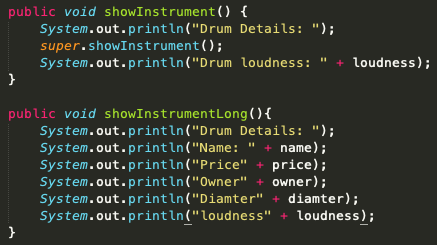 public void showInstrument() {
System.out.println("Drum Details: ");
super.showInstrument();
System.out.println("Drum loudness: " + loudness);
}
public void showInstrumentLong(){
System.out.println("Drum Details: ");
System.out.println("Name: " + name);
System.out.println("Price" + price);
System.out.println("Owner" + owner);
System.out.println("Diamter" + diamter);
System.out.println("loudness" + loudness);
}